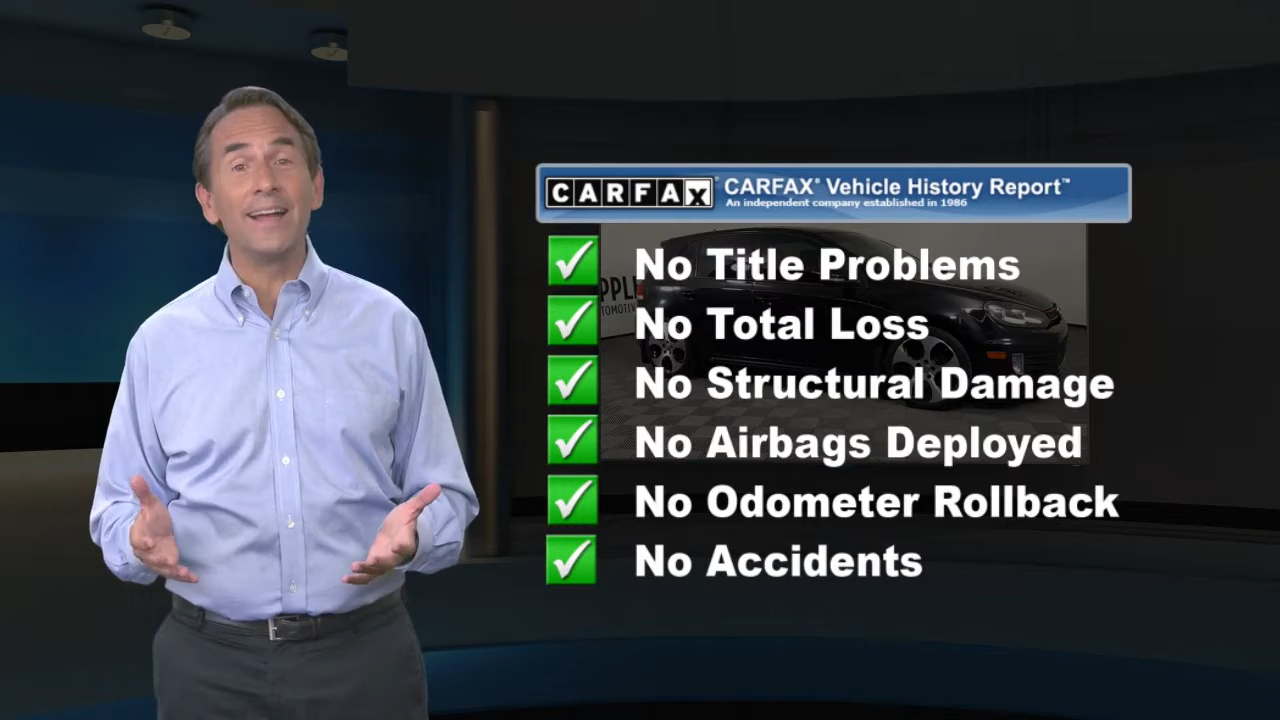 CARFAX® CARFAX® Vehicle History Report™
An independent company established in 1986
No Title Problems
No Total Loss
No Structural Damage
No Airbags Deployed
No Odometer Rollback
No Accidents